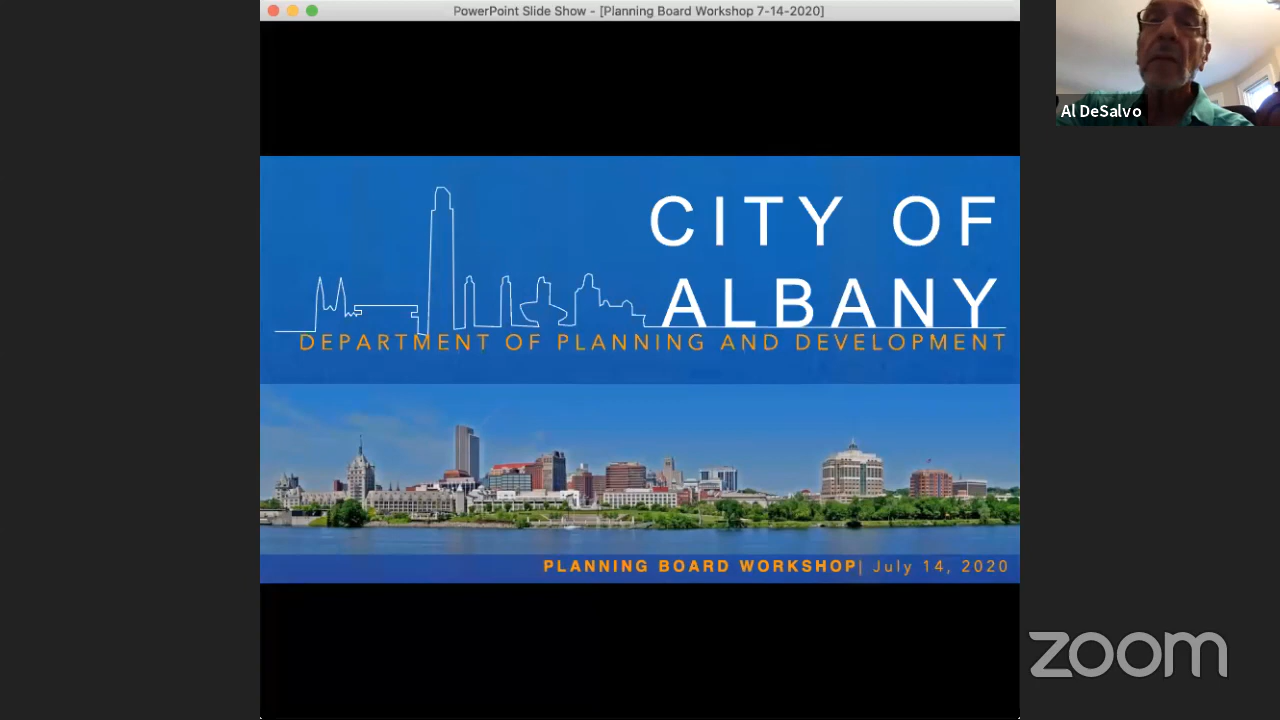 PowerPoint Slide Show - [Planning Board Workshop 7-14-2020]
Al DeSalvo
CITY OF
ALBANY
DEPARTMENT OF PLANNING AND DEVELOPMENT
PLANNING BOARD WORKSHOP| July 14, 2020
zoom